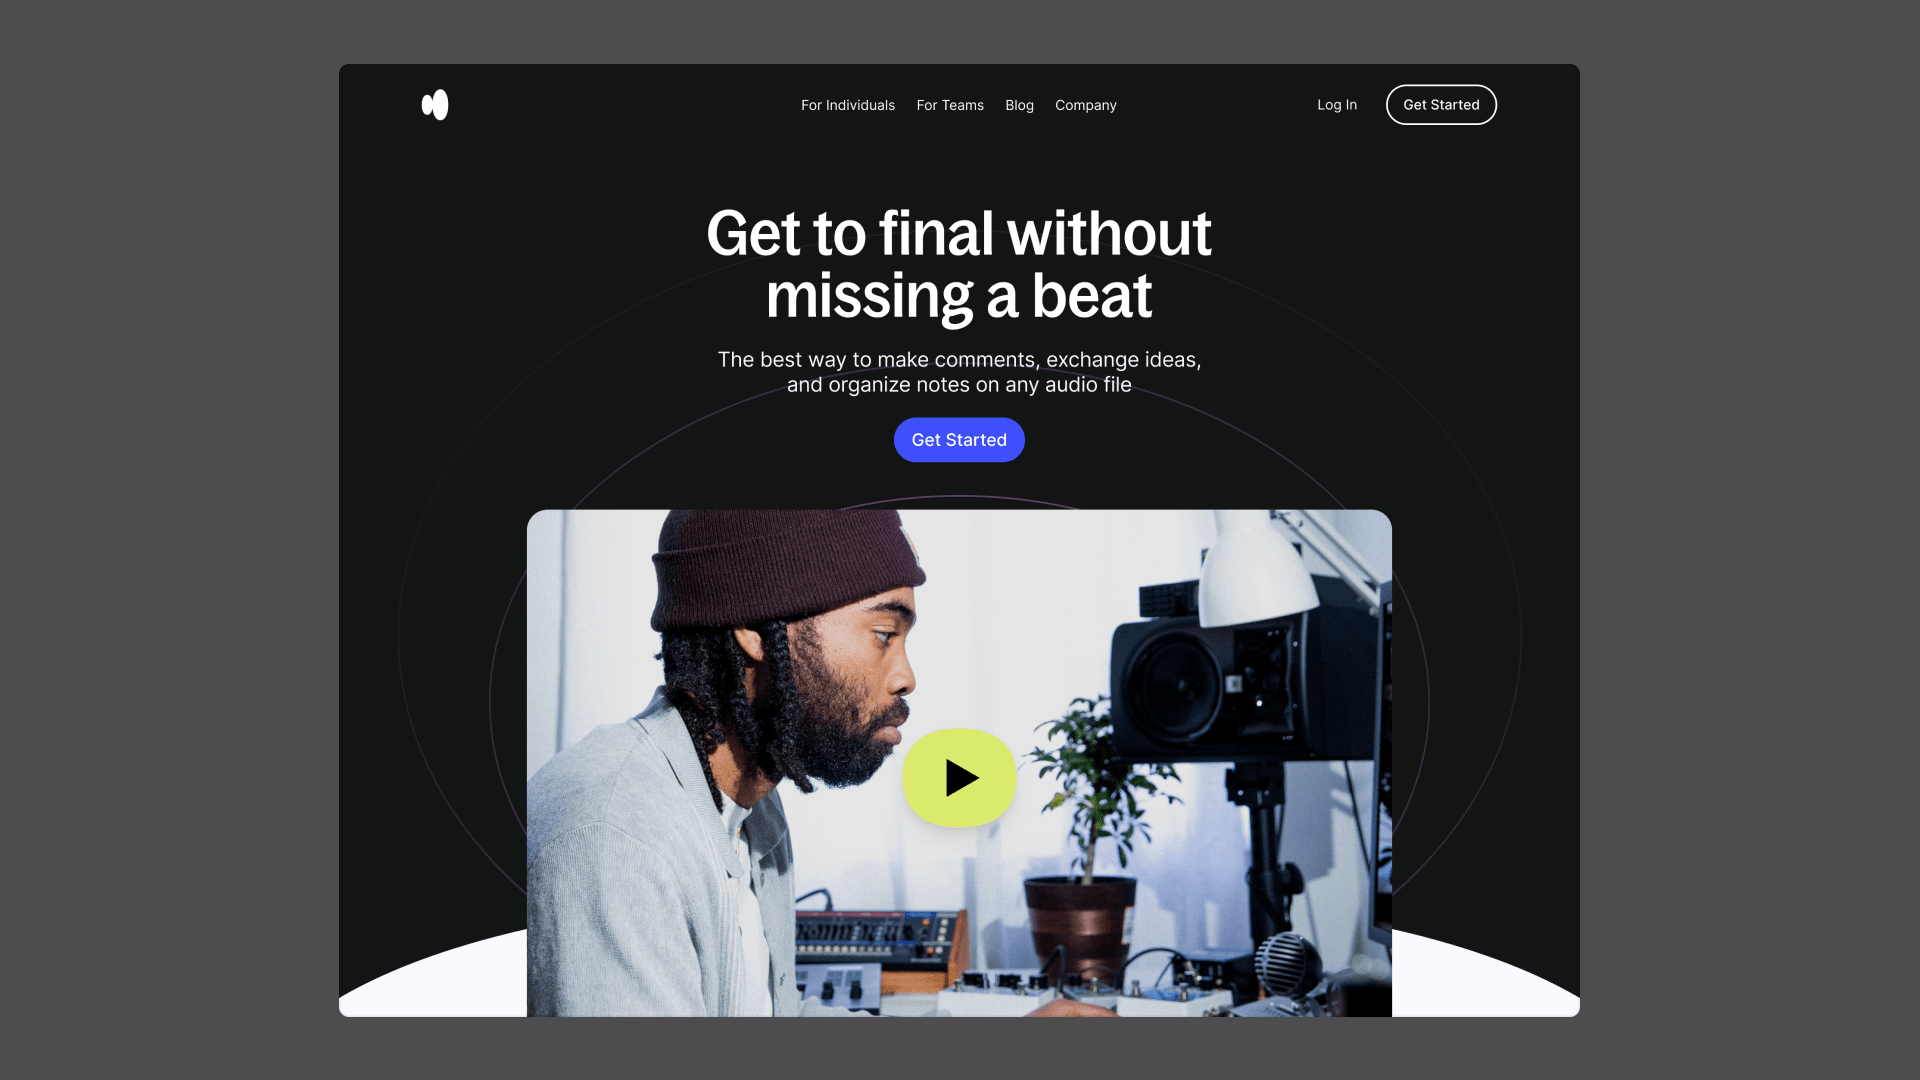 For Individuals For Teams Blog Company Log In Get Started
Get to final without
missing a beat
The best way to make comments, exchange ideas,
and organize notes on any audio file
Get Started